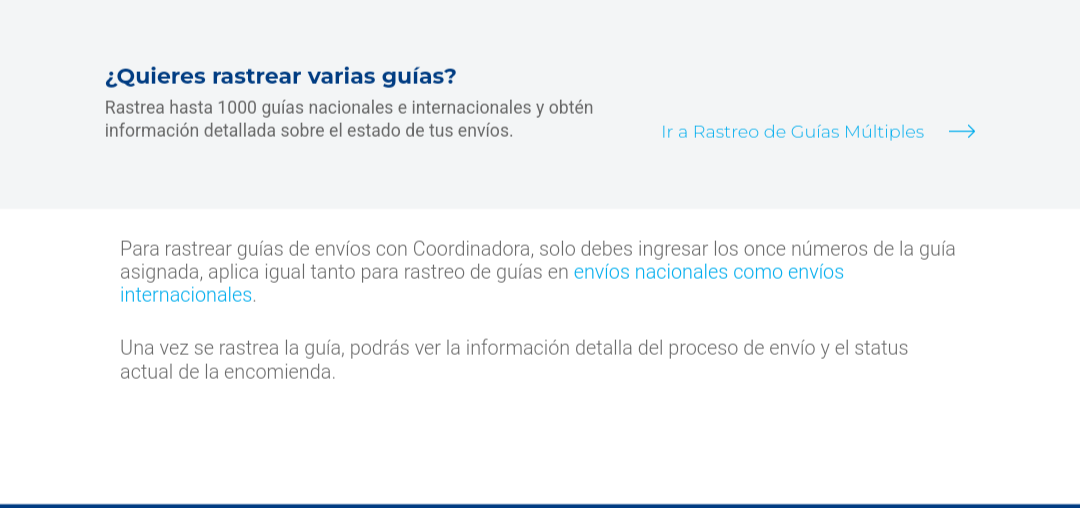 ¿Quieres rastrear varias guías?
Rastrea hasta 1000 guías nacionales e internacionales y obtén
información detallada sobre el estado de tus envíos.
Ir a Rastreo de Guías Múltiples
Para rastrear guías de envíos con Coordinadora, solo debes ingresar los once números de la guía
asignada, aplica igual tanto para rastreo de guías en envíos nacionales como envíos
internacionales.
Una vez se rastrea la guía, podrás ver la información detalla del proceso de envío y el status
actual de la encomienda.